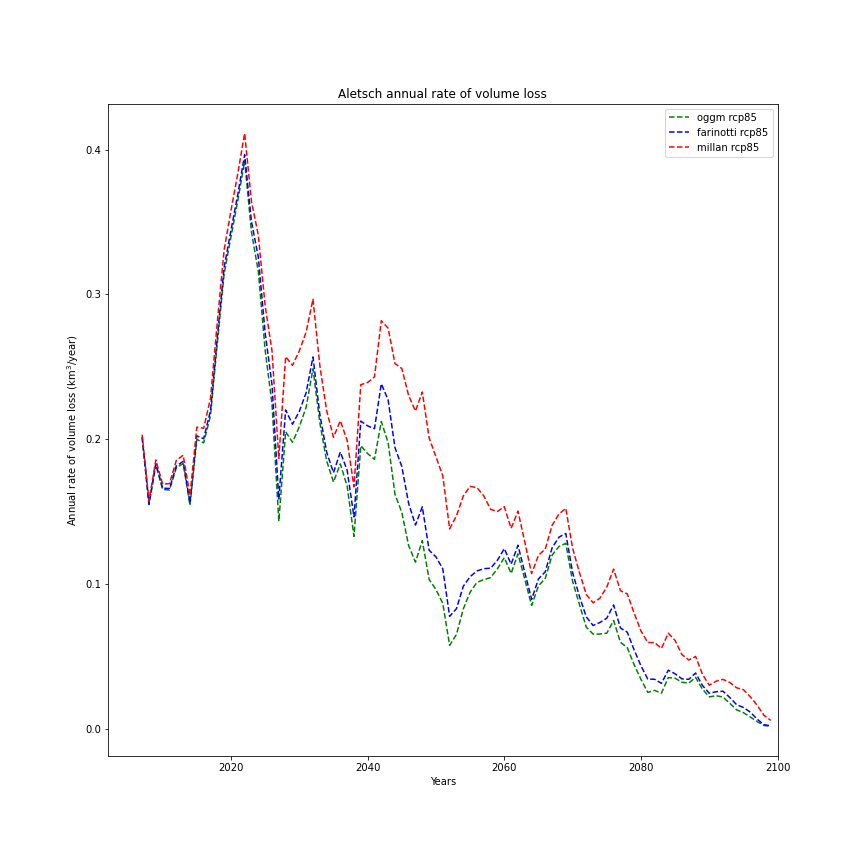 Aletsch annual rate of volume loss
oggm rcp85
farinotti rcp85
millan rcp85
Annual rate of volume loss (km³/year)
0.4
0.3
0.2
0.1
0.0
2020 2040 2060 2080 2100
Years